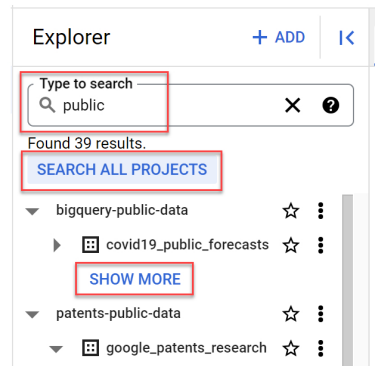 Explorer
+ ADD
Type to search
public
Found 39 results.
SEARCH ALL PROJECTS
bigquery-public-data
covid19_public_forecasts
SHOW MORE
patents-public-data
google_patents_research